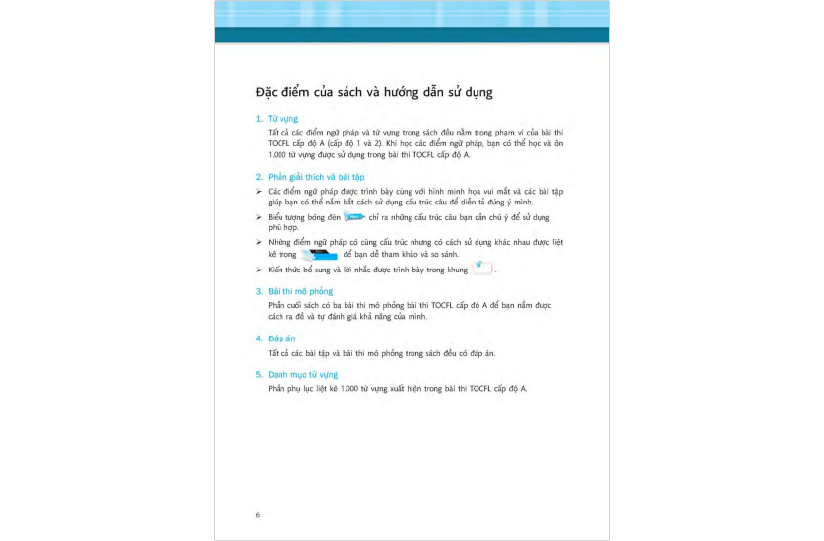 Đặc điểm của sách và hướng dẫn sử dụng
1. Từ vựng
Tất cả các điểm ngữ pháp và từ vựng trong sách đều nằm trong phạm vi của bài thi
TOCFL cấp độ A (cấp độ 1 và 2). Khi học các điểm ngữ pháp, bạn có thể học và ôn
1.000 từ vựng được sử dụng trong bài thi TOCFL cấp độ A.
2. Phần giải thích và bài tập
➢ Các điểm ngữ pháp được trình bày cùng với hình minh họa vui mắt và các bài tập
giúp bạn có thể nắm bắt cách sử dụng cấu trúc câu để diễn tả đúng ý mình.
➢ Biểu tượng bóng đèn chỉ ra những cấu trúc câu bạn cần chú ý để sử dụng
phù hợp.
➢ Những điểm ngữ pháp có cùng cấu trúc nhưng có cách sử dụng khác nhau được liệt
kê trong để bạn dễ tham khảo và so sánh.
➢ Kiến thức bổ sung và lời nhắc được trình bày trong khung .
3. Bài thi mô phỏng
Phần cuối sách có ba bài thi mô phỏng bài thi TOCFL cấp độ A để bạn nắm được
cách ra đề và tự đánh giá khả năng của mình.
4. Đáp án
Tất cả các bài tập và bài thi mô phỏng trong sách đều có đáp án.
5. Danh mục từ vựng
Phần phụ lục liệt kê 1.000 từ vựng xuất hiện trong bài thi TOCFL cấp độ A.
6